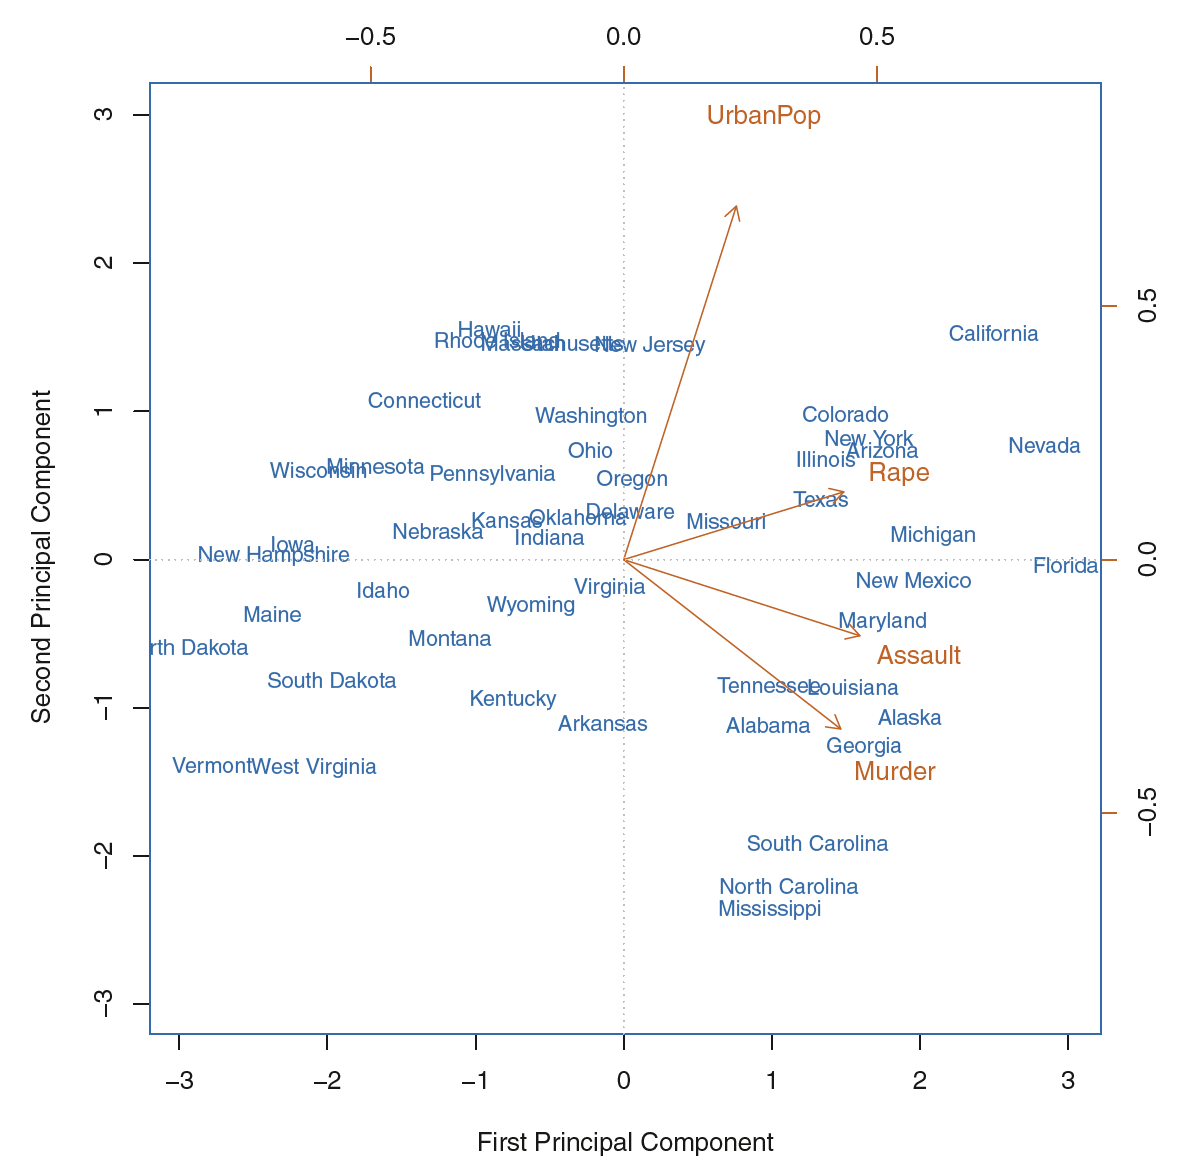 −0.5 0.0 0.5
3
UrbanPop
2
0.5
Hawaii
California
Rhode Island
Massachusetts
New Jersey
Connecticut
1
Washington
Colorado
New York
Nevada
Ohio
Arizona
Illinois
Wisconsin
Minnesota
Pennsylvania
Rape
Oregon
Texas
Delaware
Oklahoma
Kansas
Missouri
Nebraska
Indiana
Michigan
Iowa
New Hampshire
0
0.0
Florida
Second Principal Component
Virginia
New Mexico
Idaho
Wyoming
Maine
Maryland
Montana
rth Dakota
Assault
South Dakota
Tennessee
Louisiana
Kentucky
−1
Alaska
Arkansas
Alabama
Georgia
Vermont
West Virginia
Murder
−0.5
South Carolina
−2
North Carolina
Mississippi
−3
−3 −2 −1 0 1 2 3
First Principal Component